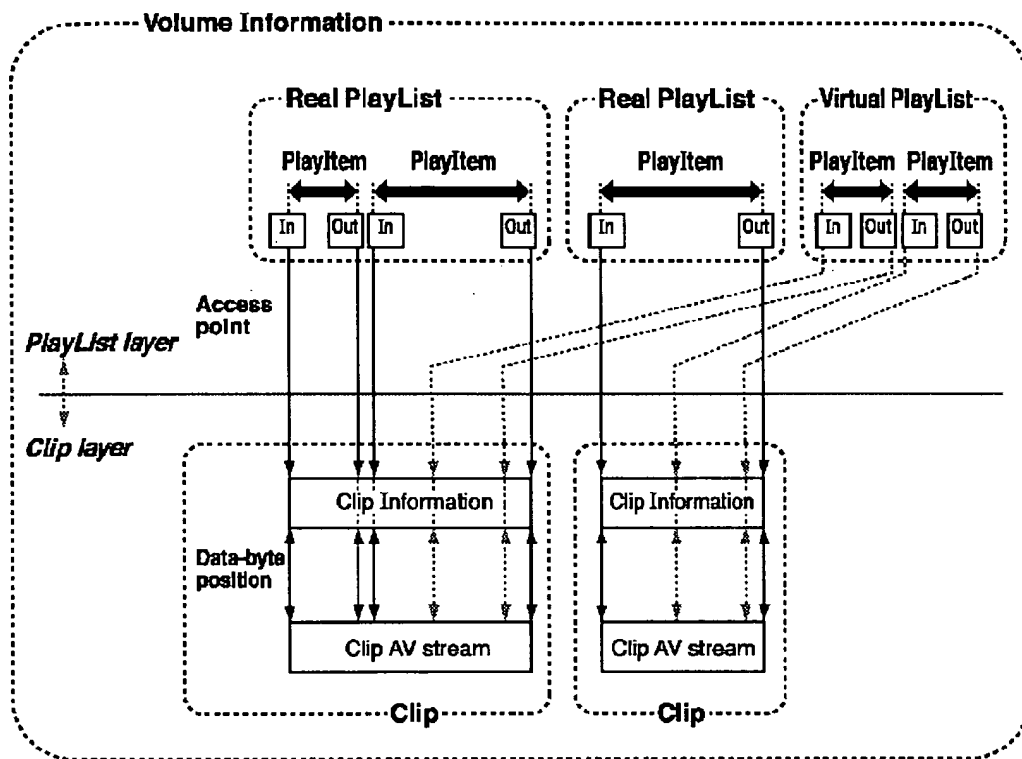 Volume Information
Real PlayList
Real PlayList
Virtual PlayList
PlayItem
PlayItem
PlayItem
PlayItem
PlayItem
In
Out
In
Out
In
Out
In
Out
In
Out
Access
point
PlayList layer
Clip layer
Clip Information
Clip Information
Data-byte
position
Clip AV stream
Clip AV stream
Clip
Clip